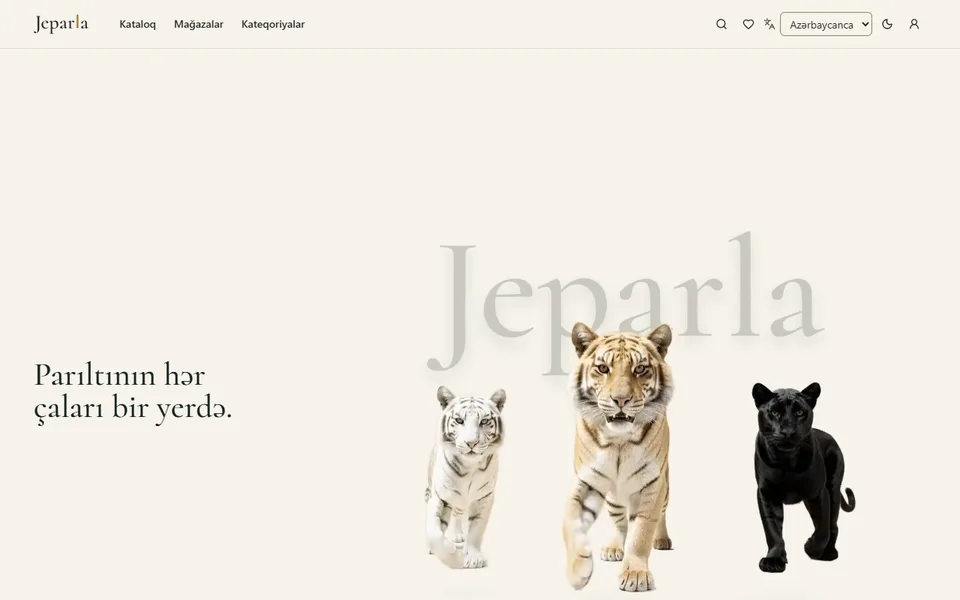 Jeparla
Kataloq
Mağazalar
Kateqoriyalar
Azərbaycanca
Jeparla
Parıltının hər
çaları bir yerdə.